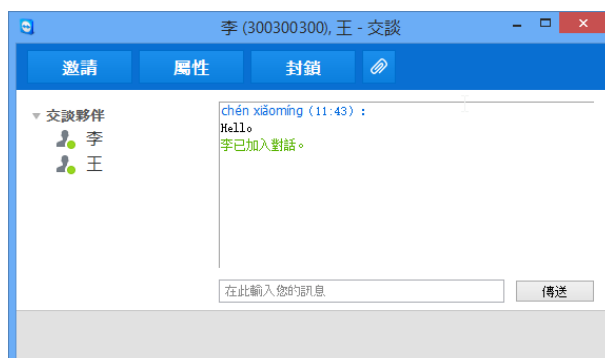 李 (300300300), 王 - 交談
邀請 屬性 封鎖
交談夥伴
李
王
chén xiǎomíng (11:43) :
Hello
李已加入對話。
在此輸入您的訊息
傳送